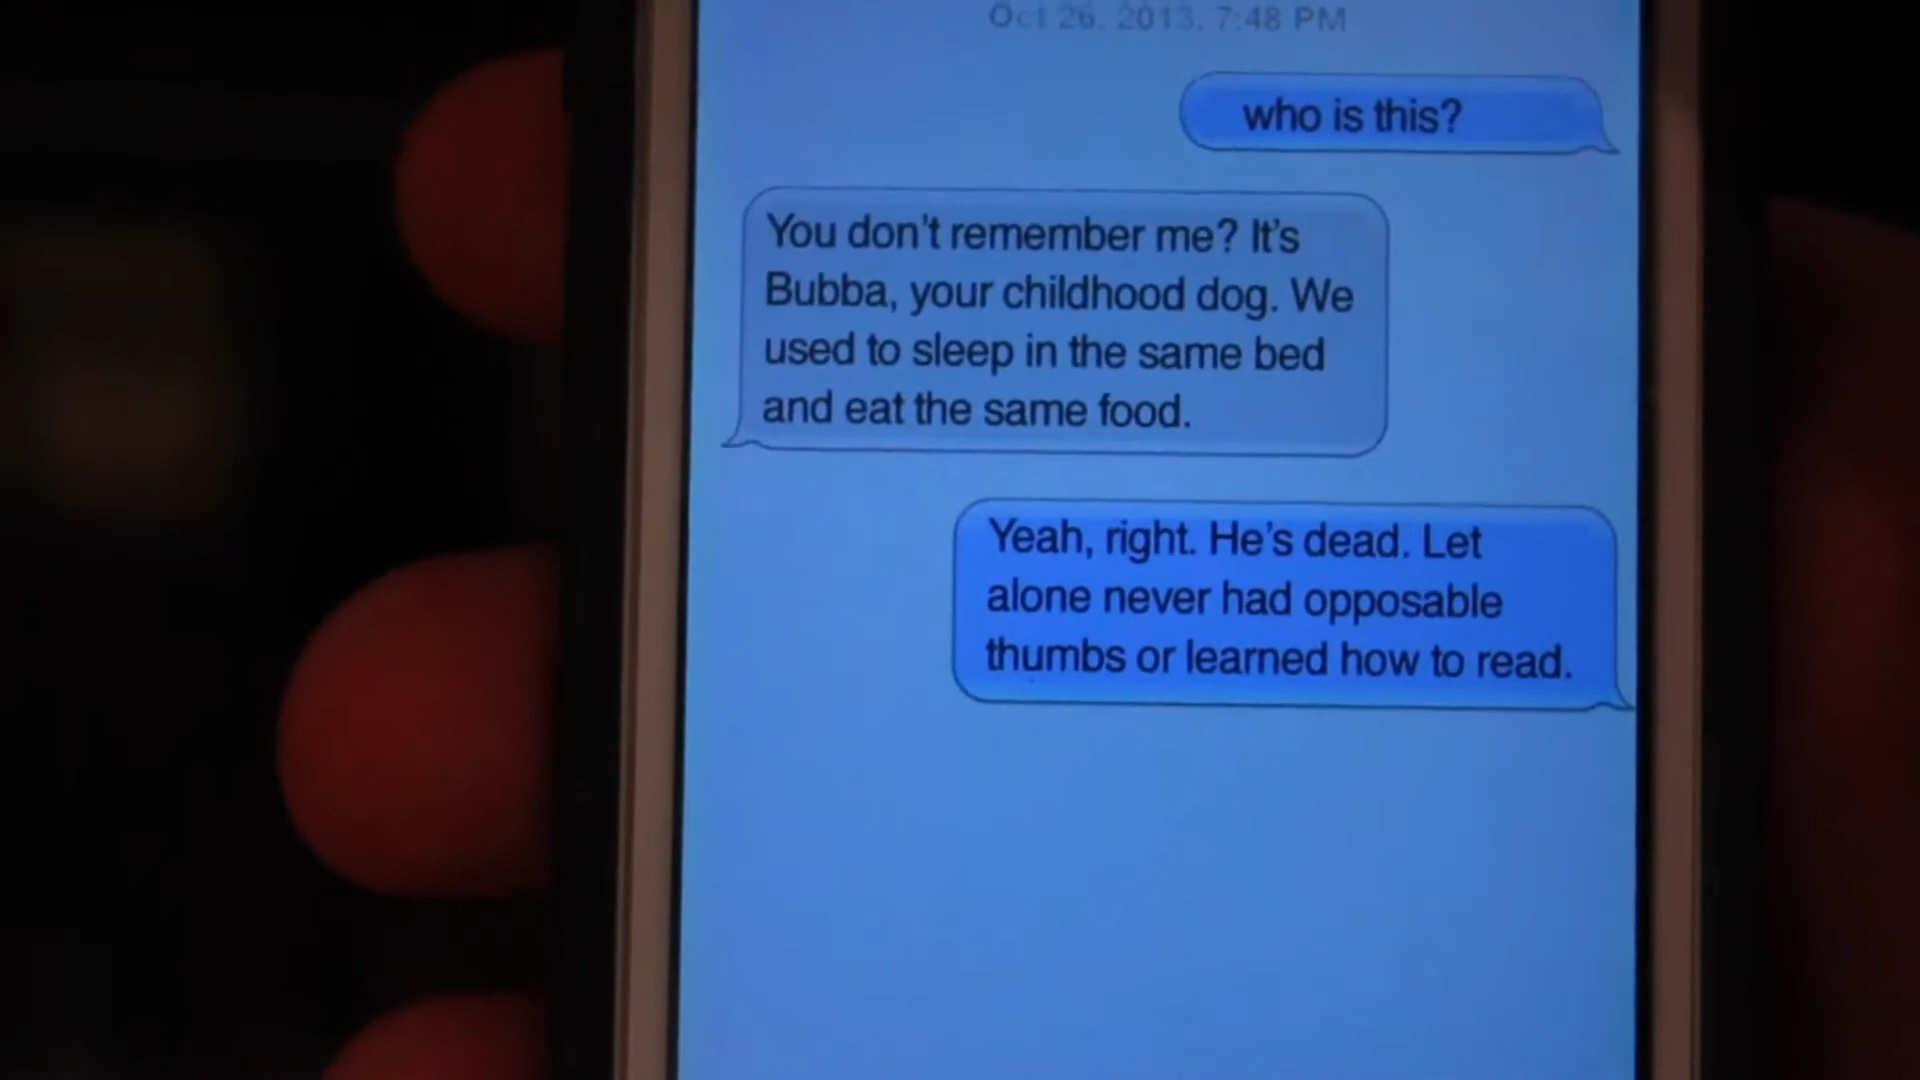 Oct 26, 2013, 7:48 PM
who is this?
You don't remember me? It's
Bubba, your childhood dog. We
used to sleep in the same bed
and eat the same food.
Yeah, right. He's dead. Let
alone never had opposable
thumbs or learned how to read.